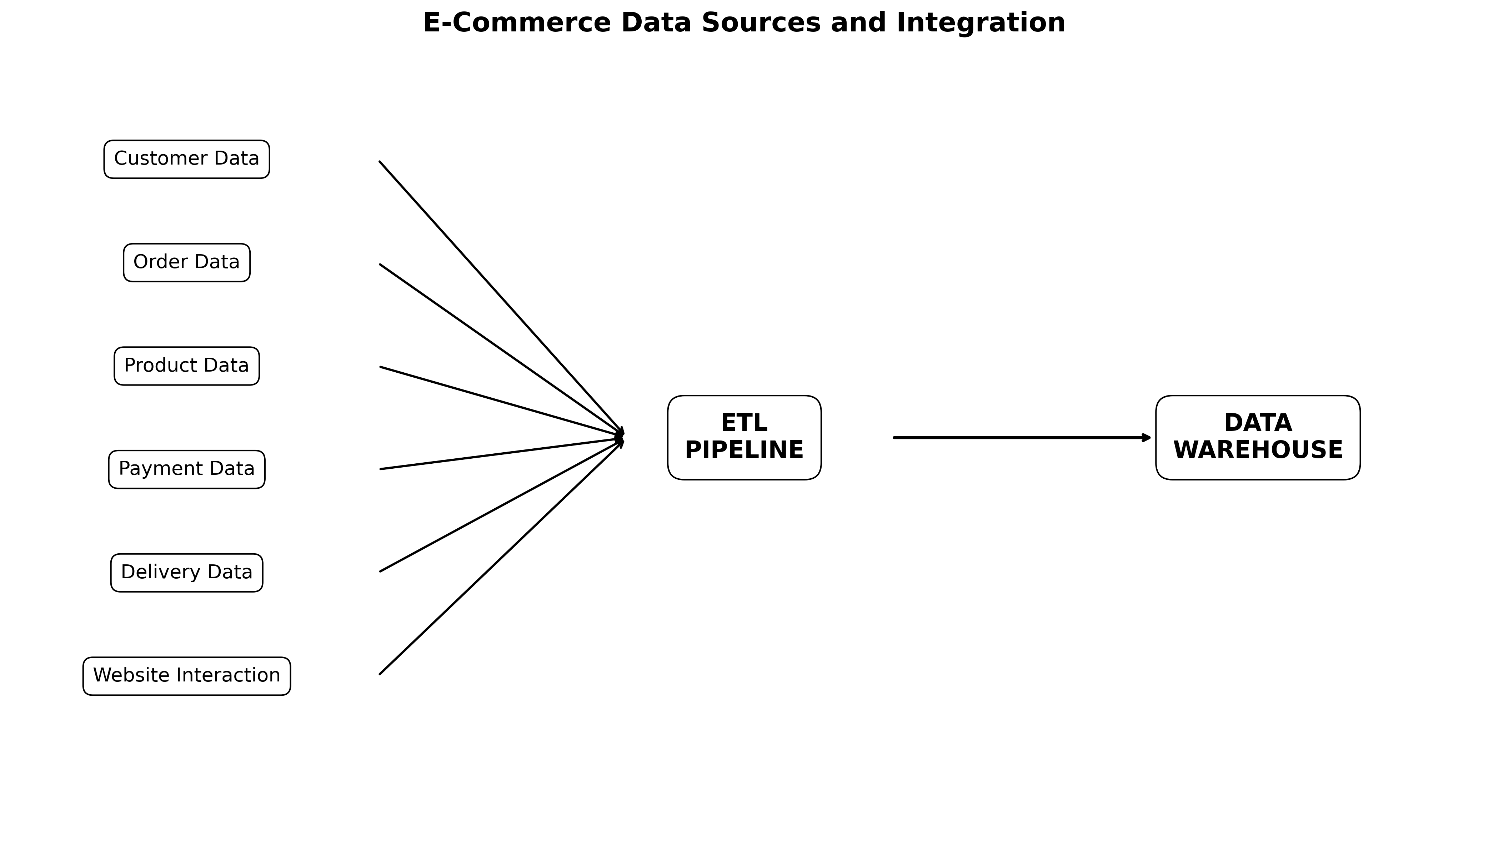 E-Commerce Data Sources and Integration
Customer Data
Order Data
Product Data
Payment Data
Delivery Data
Website Interaction
ETL
PIPELINE
DATA
WAREHOUSE